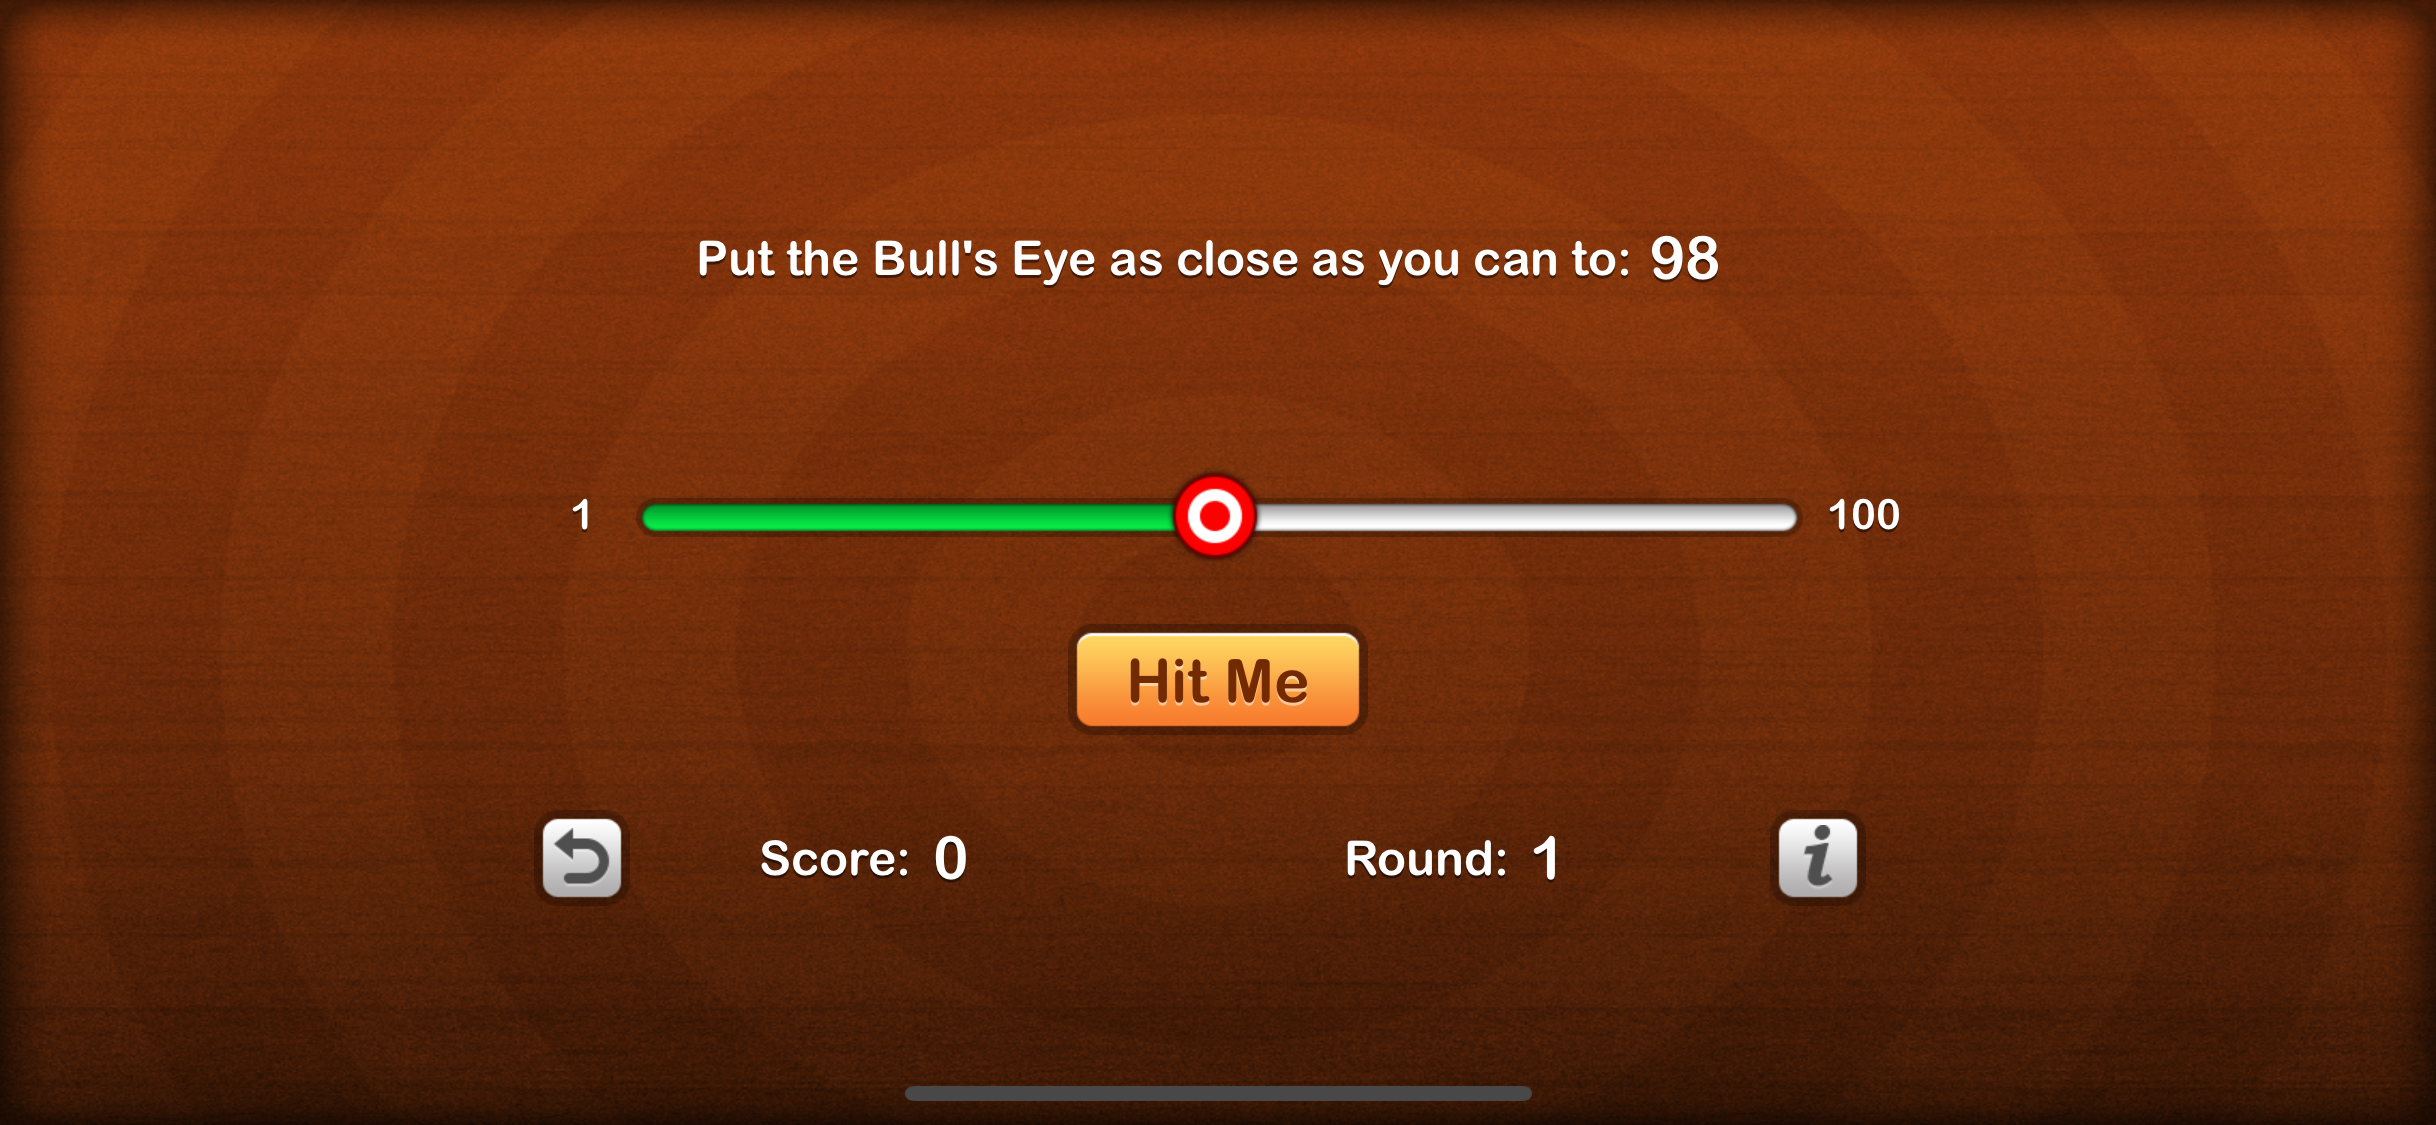 Put the Bull's Eye as close as you can to: 98
1 100
Hit Me
Score: 0 Round: 1 i